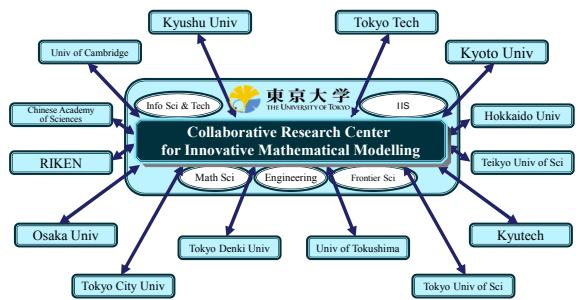 Kyushu Univ
Tokyo Tech
Univ of Cambridge
Kyoto Univ
Info Sci & Tech
東京大学
THE UNIVERSITY OF TOKYO
IIS
Chinese Academy
of Sciences
Hokkaido Univ
Collaborative Research Center
for Innovative Mathematical Modelling
RIKEN
Teikyo Univ of Sci
Math Sci
Engineering
Frontier Sci
Osaka Univ
Kyutech
Tokyo Denki Univ
Univ of Tokushima
Tokyo City Univ
Tokyo Univ of Sci